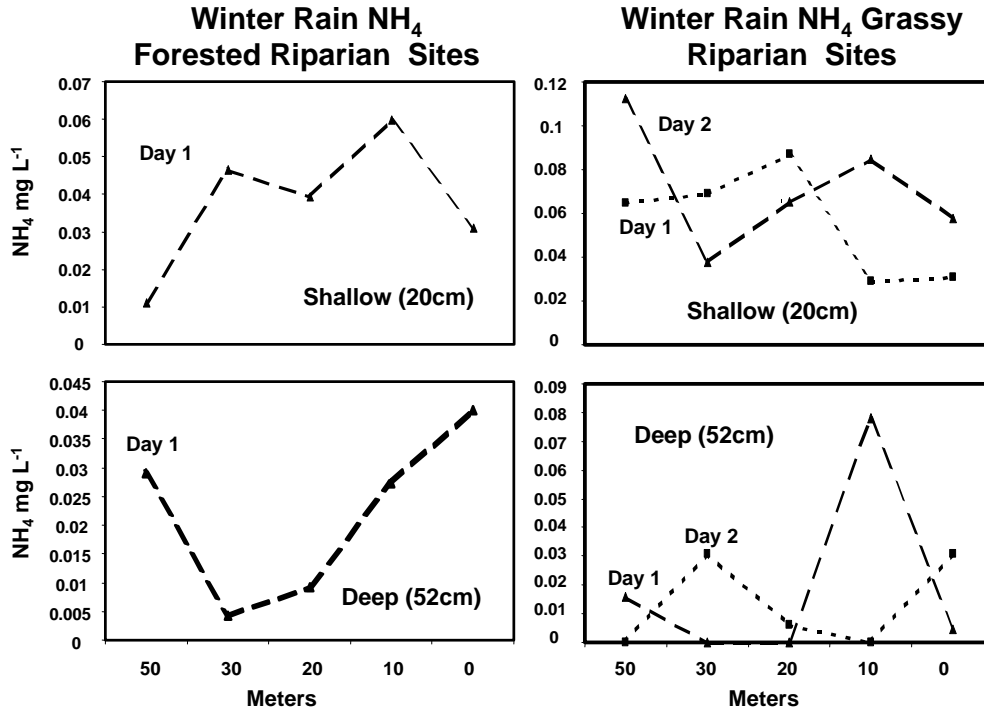 Winter Rain NH4
Forested Riparian Sites
NH4 mg L-1
0.07
0.06
0.05
0.04
0.03
0.02
0.01
0
Day 1
Shallow (20cm)
Winter Rain NH4 Grassy
Riparian Sites
0.12
0.1
0.08
0.06
0.04
0.02
0
Day 2
Day 1
Shallow (20cm)
NH4 mg L-1
0.045
0.04
0.035
0.03
0.025
0.02
0.015
0.01
0.005
0
Day 1
Deep (52cm)
50 30 20 10 0
Meters
0.09
0.08
0.07
0.06
0.05
0.04
0.03
0.02
0.01
0
Deep (52cm)
Day 2
Day 1
50 30 20 10 0
Meters